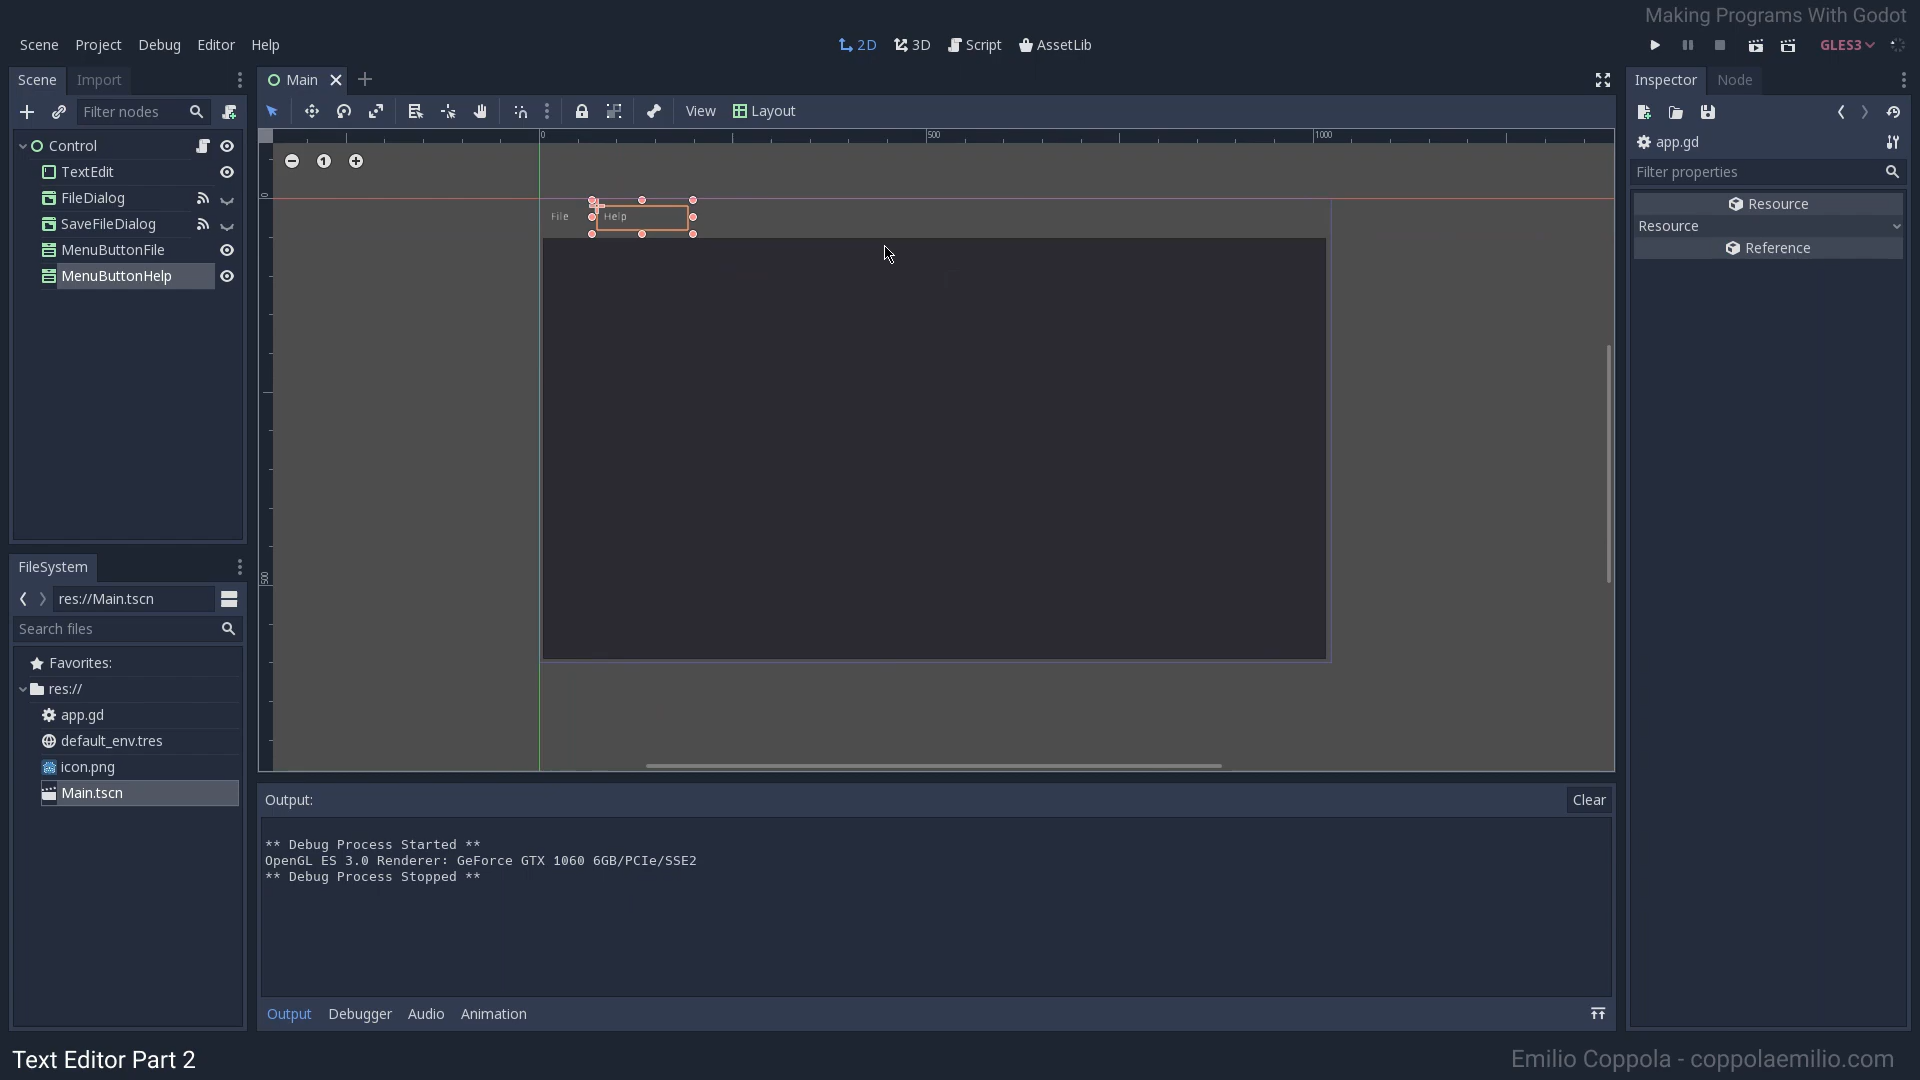 Making Programs With Godot
Scene Project Debug Editor Help
2D 3D Script AssetLib
GLES3
Scene Import
Filter nodes
Control
TextEdit
FileDialog
SaveFileDialog
MenuButtonFile
MenuButtonHelp
FileSystem
res://Main.tscn
Search files
Favorites:
res://
app.gd
default_env.tres
icon.png
Main.tscn
Main
View Layout
0 500 1000
0
500
File Help
Output:
Clear
** Debug Process Started **
OpenGL ES 3.0 Renderer: GeForce GTX 1060 6GB/PCIe/SSE2
** Debug Process Stopped **
Output Debugger Audio Animation
Inspector Node
app.gd
Filter properties
Resource
Resource
Reference
Text Editor Part 2
Emilio Coppola - coppolaemilio.com